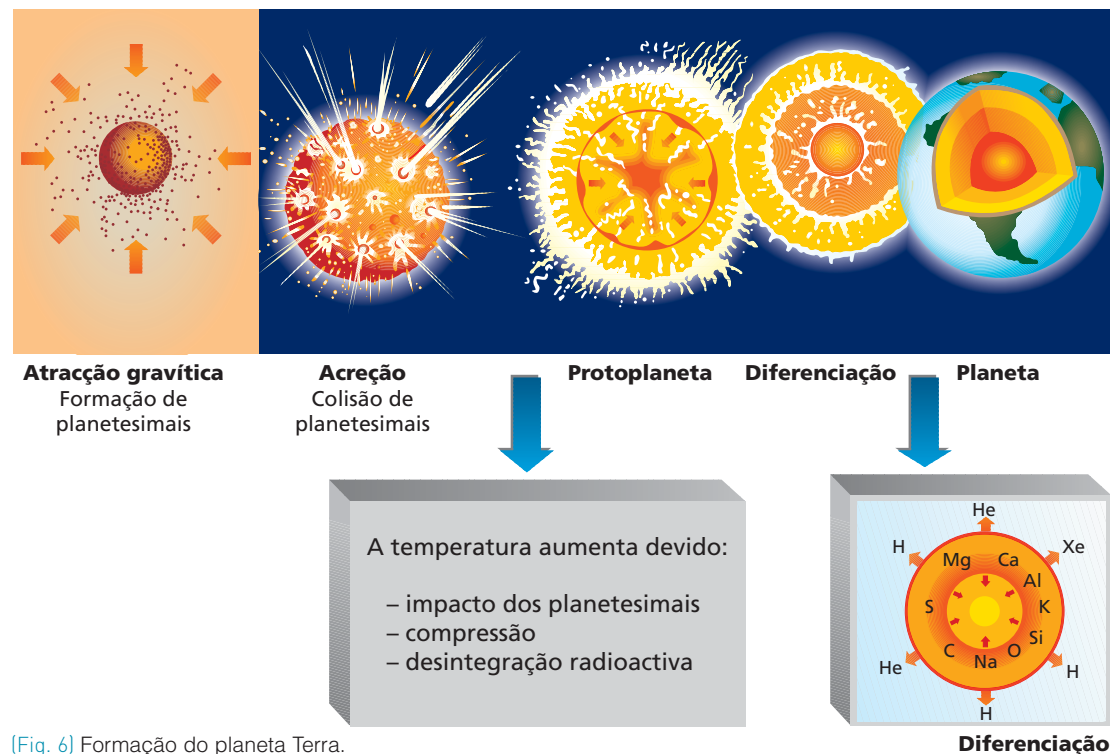 Atracção gravítica
Formação de
planetesimais
Acreção
Colisão de
planetesimais
Protoplaneta
Diferenciação
Planeta
A temperatura aumenta devido:
– impacto dos planetesimais
– compressão
– desintegração radioactiva
He
H
Xe
Mg
Ca
Al
S
K
Si
C
O
Na
He
H
H
Diferenciação
(Fig. 6) Formação do planeta Terra.